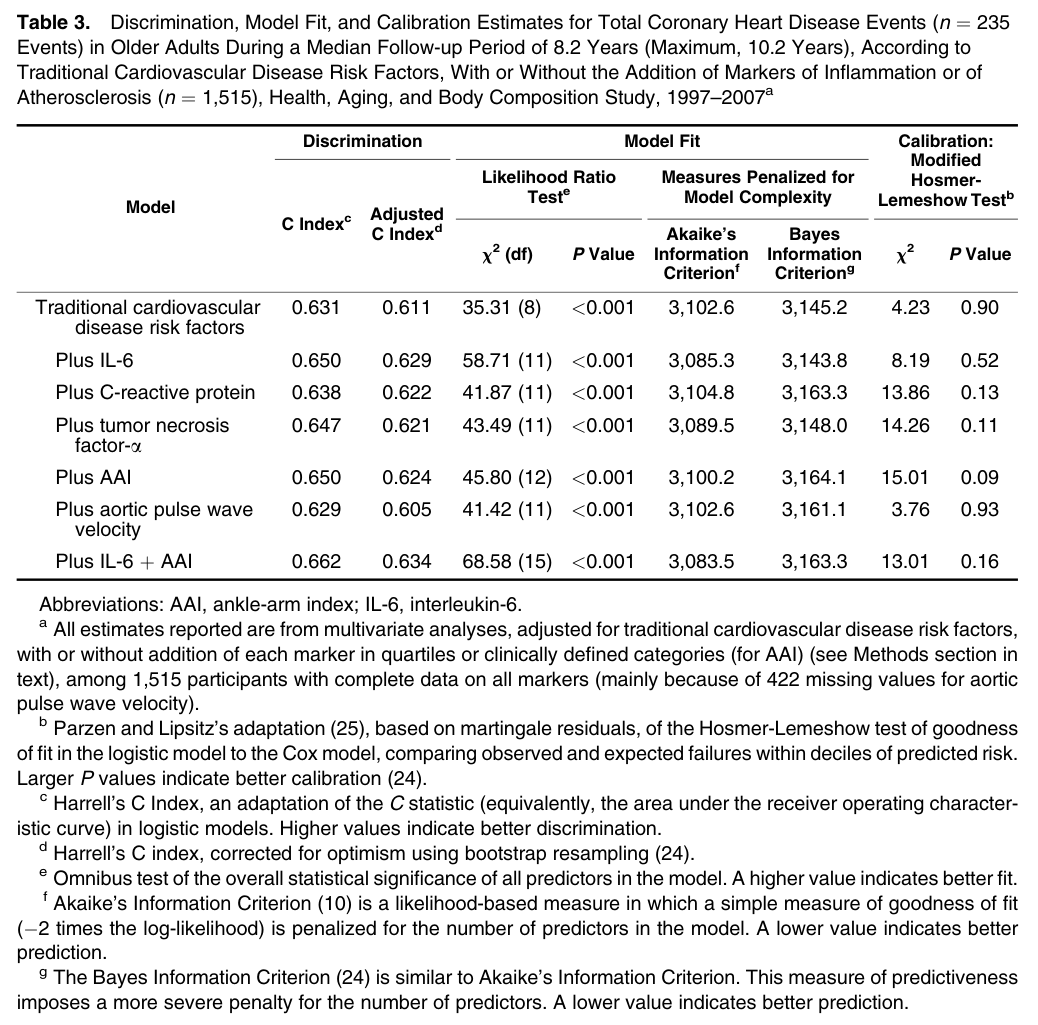 Table 3. Discrimination, Model Fit, and Calibration Estimates for Total Coronary Heart Disease Events (n = 235
Events) in Older Adults During a Median Follow-up Period of 8.2 Years (Maximum, 10.2 Years), According to
Traditional Cardiovascular Disease Risk Factors, With or Without the Addition of Markers of Inflammation or of
Atherosclerosis (n = 1,515), Health, Aging, and Body Composition Study, 1997–2007a
Model
Discrimination
Model Fit
Calibration:
Modified
Hosmer-
Lemeshow Testb
Likelihood Ratio
Teste
Measures Penalized for
Model Complexity
C Indexc
Adjusted
C Indexd
χ2 (df)
P Value
Akaike's
Information
Criterionf
Bayes
Information
Criteriong
χ2
P Value
Traditional cardiovascular 0.631 0.611 35.31 (8) <0.001 3,102.6 3,145.2 4.23 0.90
disease risk factors
Plus IL-6 0.650 0.629 58.71 (11) <0.001 3,085.3 3,143.8 8.19 0.52
Plus C-reactive protein 0.638 0.622 41.87 (11) <0.001 3,104.8 3,163.3 13.86 0.13
Plus tumor necrosis 0.647 0.621 43.49 (11) <0.001 3,089.5 3,148.0 14.26 0.11
factor-α
Plus AAI 0.650 0.624 45.80 (12) <0.001 3,100.2 3,164.1 15.01 0.09
Plus aortic pulse wave 0.629 0.605 41.42 (11) <0.001 3,102.6 3,161.1 3.76 0.93
velocity
Plus IL-6 + AAI 0.662 0.634 68.58 (15) <0.001 3,083.5 3,163.3 13.01 0.16
Abbreviations: AAI, ankle-arm index; IL-6, interleukin-6.
a All estimates reported are from multivariate analyses, adjusted for traditional cardiovascular disease risk factors,
with or without addition of each marker in quartiles or clinically defined categories (for AAI) (see Methods section in
text), among 1,515 participants with complete data on all markers (mainly because of 422 missing values for aortic
pulse wave velocity).
b Parzen and Lipsitz's adaptation (25), based on martingale residuals, of the Hosmer-Lemeshow test of goodness
of fit in the logistic model to the Cox model, comparing observed and expected failures within deciles of predicted risk.
Larger P values indicate better calibration (24).
c Harrell's C Index, an adaptation of the C statistic (equivalently, the area under the receiver operating character-
istic curve) in logistic models. Higher values indicate better discrimination.
d Harrell's C index, corrected for optimism using bootstrap resampling (24).
e Omnibus test of the overall statistical significance of all predictors in the model. A higher value indicates better fit.
f Akaike's Information Criterion (10) is a likelihood-based measure in which a simple measure of goodness of fit
(−2 times the log-likelihood) is penalized for the number of predictors in the model. A lower value indicates better
prediction.
g The Bayes Information Criterion (24) is similar to Akaike's Information Criterion. This measure of predictiveness
imposes a more severe penalty for the number of predictors. A lower value indicates better prediction.